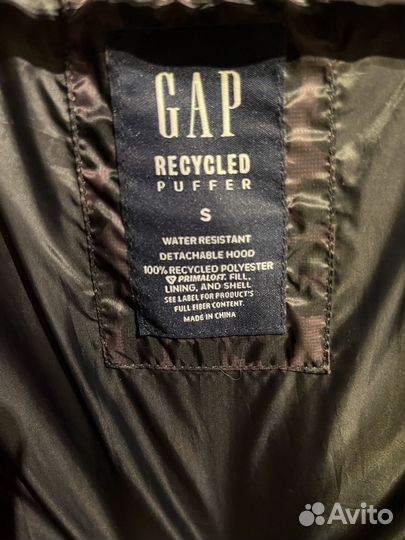 GAP
RECYCLED
PUFFER
S
WATER RESISTANT
DETACHABLE HOOD
100% RECYCLED POLYESTER
PRIMALOFT® FILL,
LINING, AND SHELL
SEE LABEL FOR PRODUCT'S
FULL FIBER CONTENT.
MADE IN CHINA
Avito